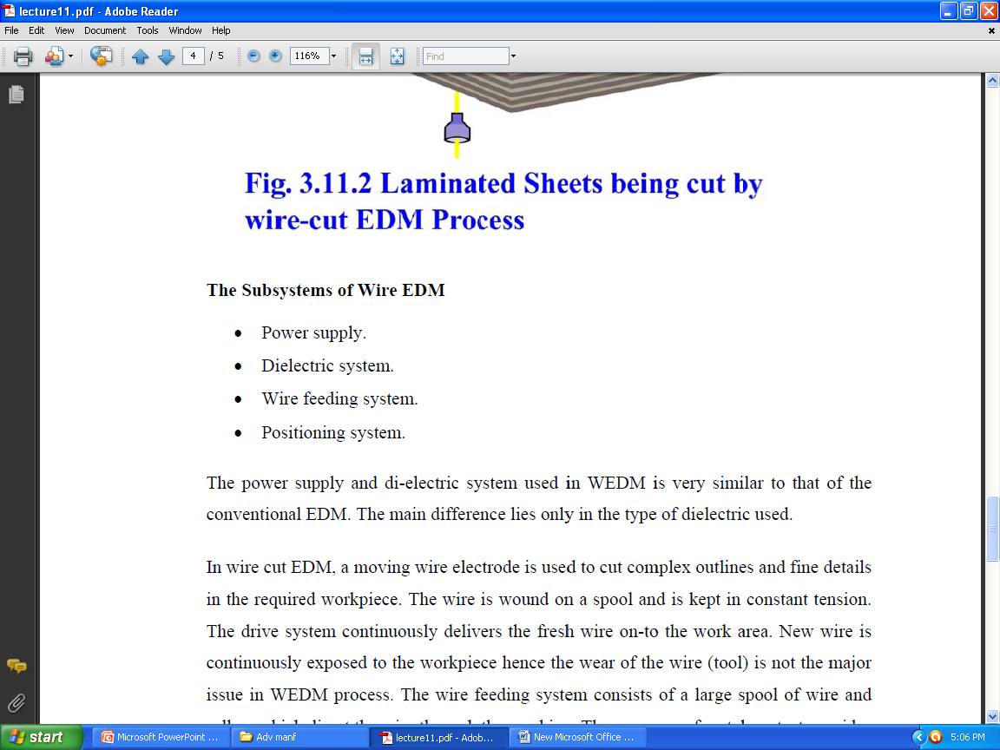 lecture11.pdf - Adobe Reader
File Edit View Document Tools Window Help
4 / 5 116% Find
Fig. 3.11.2 Laminated Sheets being cut by
wire-cut EDM Process
The Subsystems of Wire EDM
• Power supply.
• Dielectric system.
• Wire feeding system.
• Positioning system.
The power supply and di-electric system used in WEDM is very similar to that of the
conventional EDM. The main difference lies only in the type of dielectric used.
In wire cut EDM, a moving wire electrode is used to cut complex outlines and fine details
in the required workpiece. The wire is wound on a spool and is kept in constant tension.
The drive system continuously delivers the fresh wire on-to the work area. New wire is
continuously exposed to the workpiece hence the wear of the wire (tool) is not the major
issue in WEDM process. The wire feeding system consists of a large spool of wire and
start Microsoft PowerPoint ... Adv manf lecture11.pdf - Adob... New Microsoft Office ... 5:06 PM